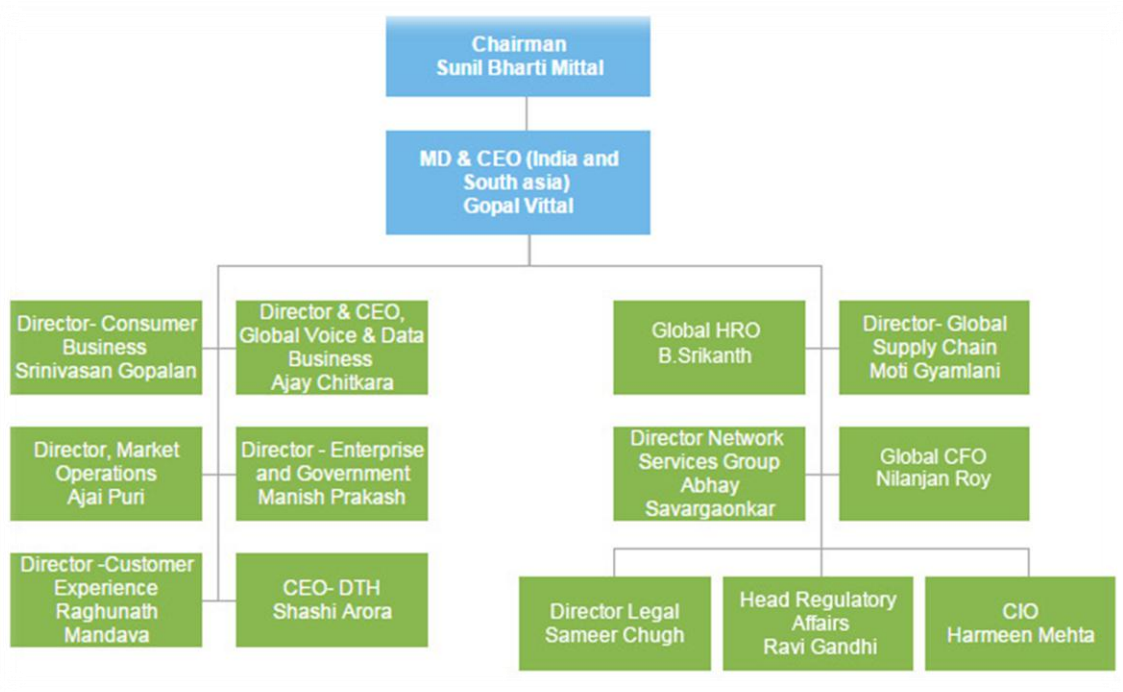 Chairman
Sunil Bharti Mittal
MD & CEO (India and
South asia)
Gopal Vittal
Director- Consumer
Business
Srinivasan Gopalan
Director & CEO,
Global Voice & Data
Business
Ajay Chitkara
Global HRO
B.Srikanth
Director- Global
Supply Chain
Moti Gyamlani
Director, Market
Operations
Ajai Puri
Director - Enterprise
and Government
Manish Prakash
Director Network
Services Group
Abhay
Savargaonkar
Global CFO
Nilanjan Roy
Director -Customer
Experience
Raghunath
Mandava
CEO- DTH
Shashi Arora
Director Legal
Sameer Chugh
Head Regulatory
Affairs
Ravi Gandhi
CIO
Harmeen Mehta